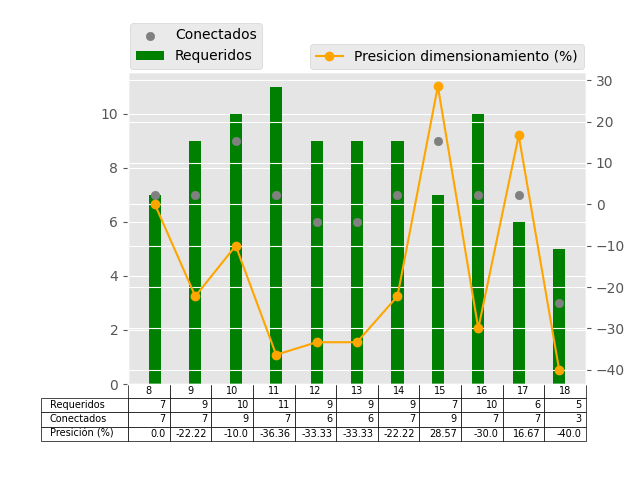 Conectados
Requeridos
Presicion dimensionamiento (%)
10
8
6
4
2
0
30
20
10
0
−10
−20
−30
−40
8 9 10 11 12 13 14 15 16 17 18
Requeridos 7 9 10 11 9 9 9 7 10 6 5
Conectados 7 7 9 7 6 6 7 9 7 7 3
Presición (%) 0.0 -22.22 -10.0 -36.36 -33.33 -33.33 -22.22 28.57 -30.0 16.67 -40.0